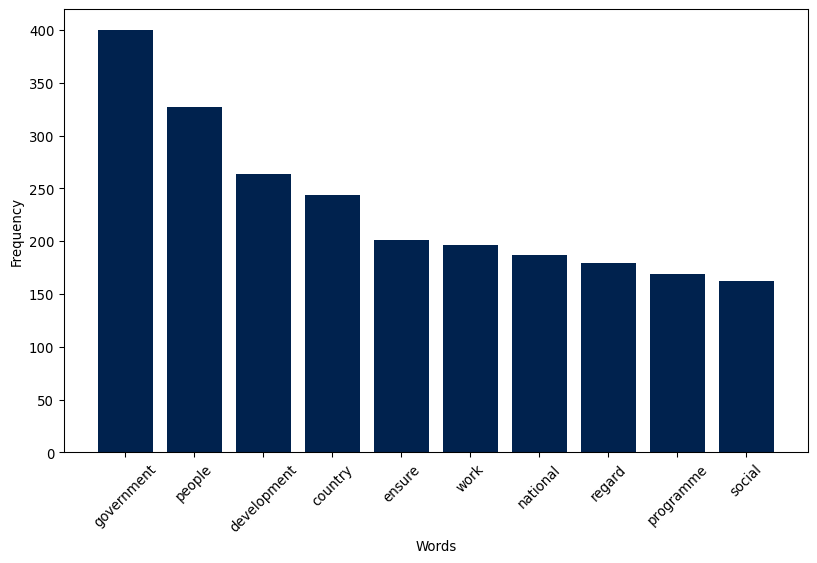 400
350
300
250
200
150
100
50
0
Frequency
government
people
development
country
ensure
work
national
regard
programme
social
Words